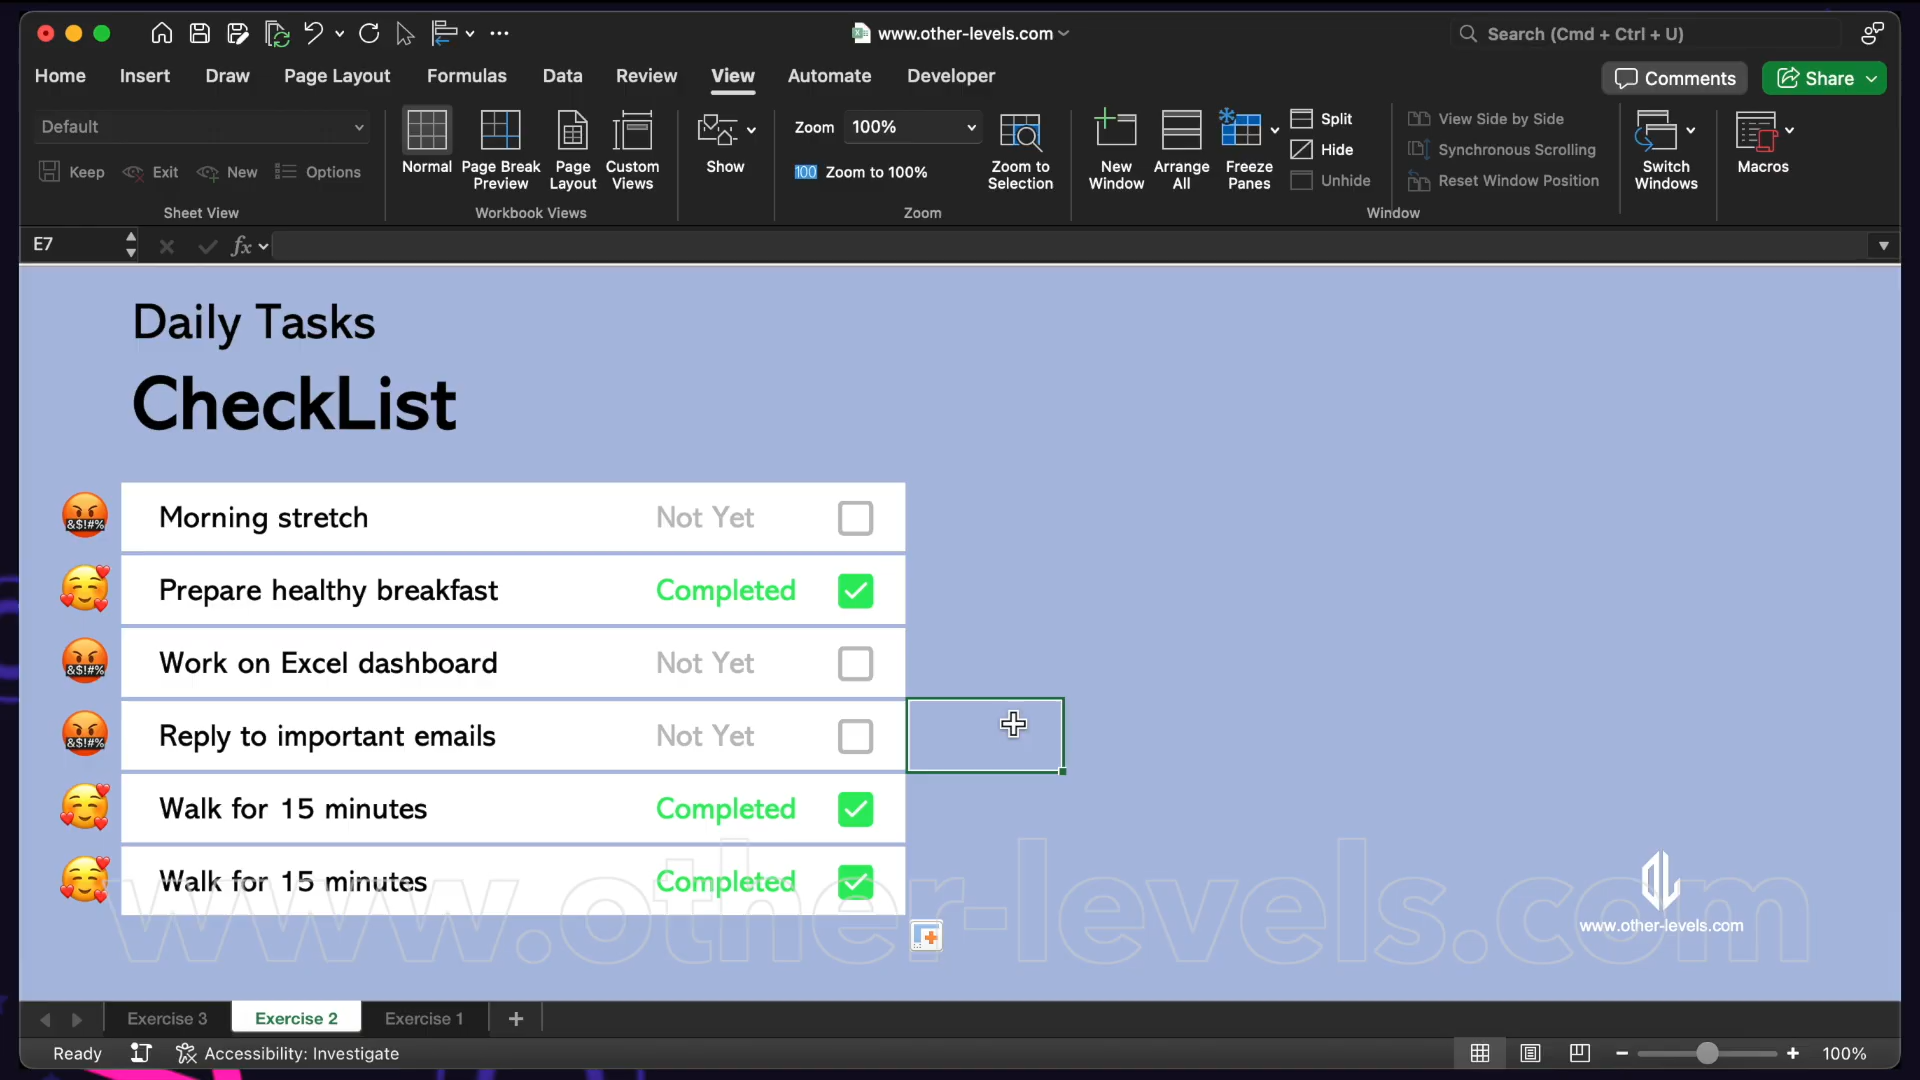 www.other-levels.com
Search (Cmd + Ctrl + U)
Home Insert Draw Page Layout Formulas Data Review View Automate Developer
Comments Share
Default
Keep Exit New Options
Sheet View
Normal Page Break Preview Page Layout Custom Views
Workbook Views
Show
Zoom 100%
100 Zoom to 100%
Zoom to Selection
Zoom
New Window Arrange All Freeze Panes
Split
Hide
Unhide
View Side by Side
Synchronous Scrolling
Reset Window Position
Window
Switch Windows
Macros
E7 fx
Daily Tasks
CheckList
&$!#% Morning stretch Not Yet
Prepare healthy breakfast Completed
&$!#% Work on Excel dashboard Not Yet
&$!#% Reply to important emails Not Yet
Walk for 15 minutes Completed
Walk for 15 minutes Completed
www.other-levels.com
www.other-levels.com
Exercise 3 Exercise 2 Exercise 1
Ready Accessibility: Investigate 100%